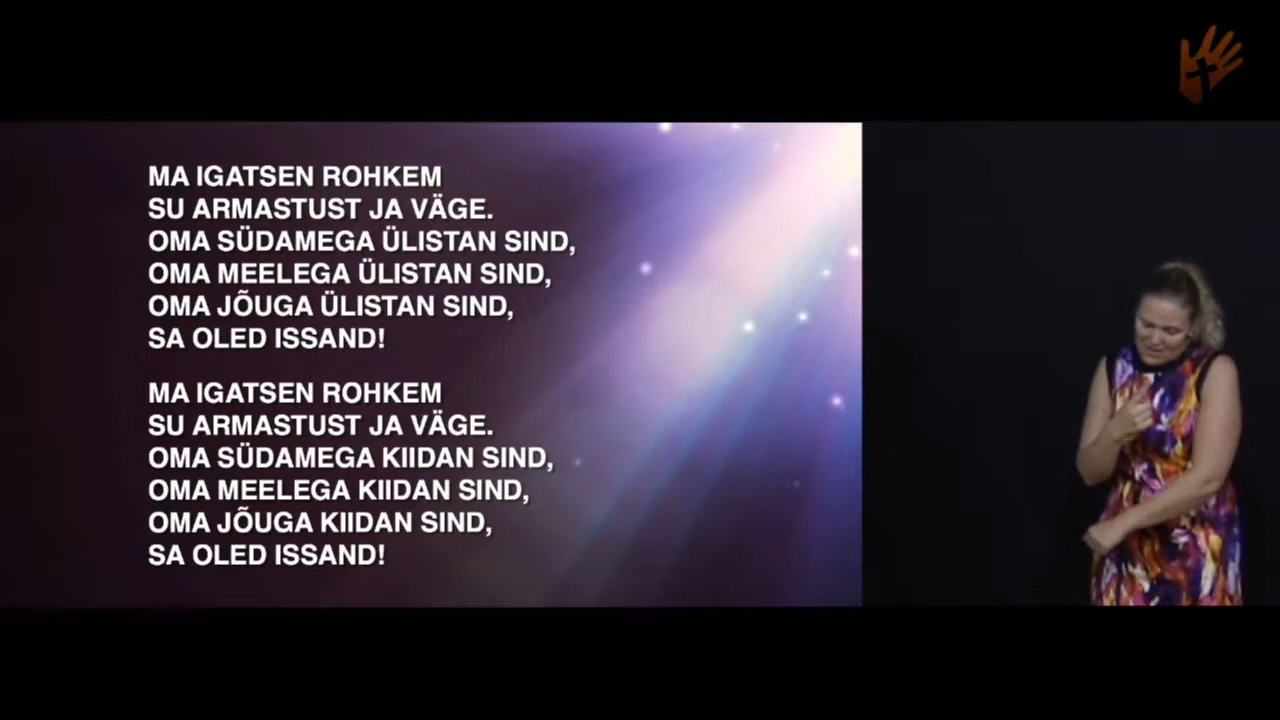 MA IGATSEN ROHKEM
SU ARMASTUST JA VÄGE.
OMA SÜDAMEGA ÜLISTAN SIND,
OMA MEELEGA ÜLISTAN SIND,
OMA JÕUGA ÜLISTAN SIND,
SA OLED ISSAND!
MA IGATSEN ROHKEM
SU ARMASTUST JA VÄGE.
OMA SÜDAMEGA KIIDAN SIND,
OMA MEELEGA KIIDAN SIND,
OMA JÕUGA KIIDAN SIND,
SA OLED ISSAND!